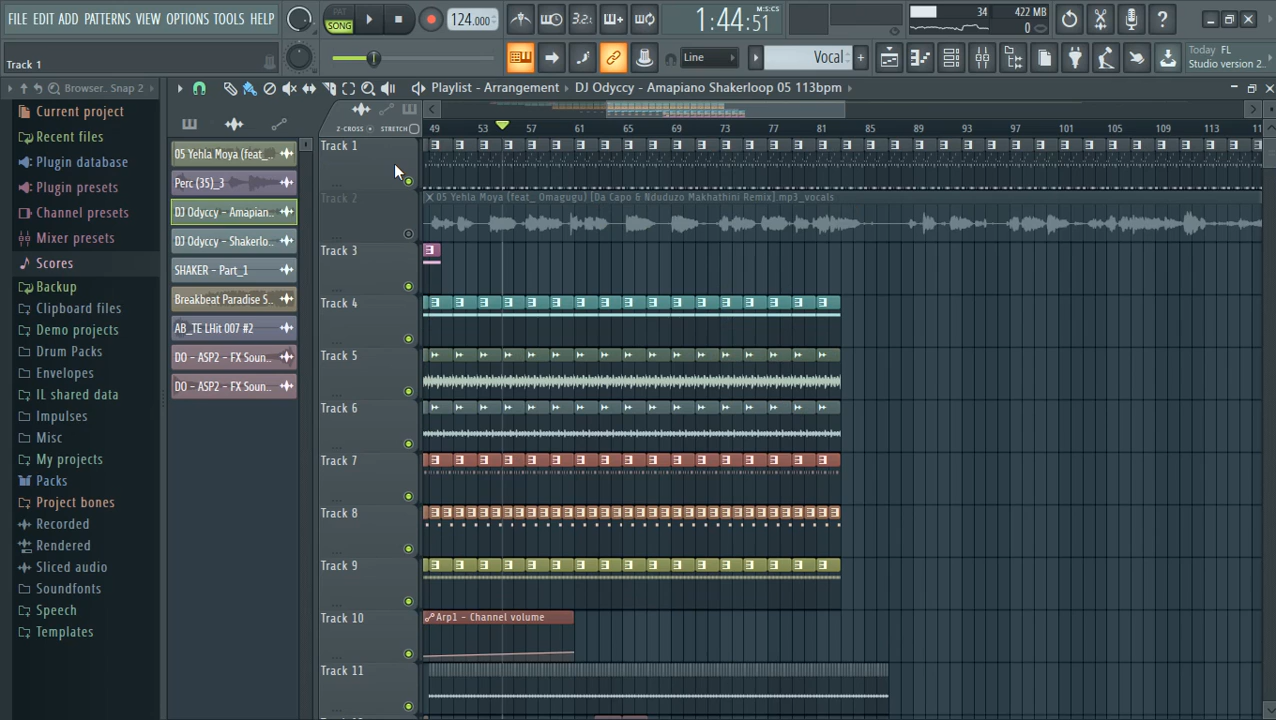 FILE EDIT ADD PATTERNS VIEW OPTIONS TOOLS HELP
PAT
SONG
124.000
3.2.
1:44:51
M:S:CS
34
422 MB
0
Track 1
Line
Vocal
Today FL
Studio version 2..
Browser.. Snap 2
Playlist - Arrangement
DJ Odyccy - Amapiano Shakerloop 05 113bpm
Current project
Recent files
Plugin database
Plugin presets
Channel presets
Mixer presets
Scores
Backup
Clipboard files
Demo projects
Drum Packs
Envelopes
IL shared data
Impulses
Misc
My projects
Packs
Project bones
Recorded
Rendered
Sliced audio
Soundfonts
Speech
Templates
05 Yehla Moya (feat_..
Perc (35)_3
DJ Odyccy - Amapian..
DJ Odyccy - Shakerlo..
SHAKER - Part_1
Breakbeat Paradise S..
AB_TE LHit 007 #2
DO - ASP2 - FX Soun..
DO - ASP2 - FX Soun..
Z-CROSS
STRETCH
49 53 57 61 65 69 73 77 81 85 89 93 97 101 105 109 113
Track 1
Track 2
05 Yehla Moya (feat_ Omagugu) [Da Capo & Nduduzo Makhathini Remix].mp3_vocals
Track 3
Track 4
Track 5
Track 6
Track 7
Track 8
Track 9
Track 10
Arp1 - Channel volume
Track 11